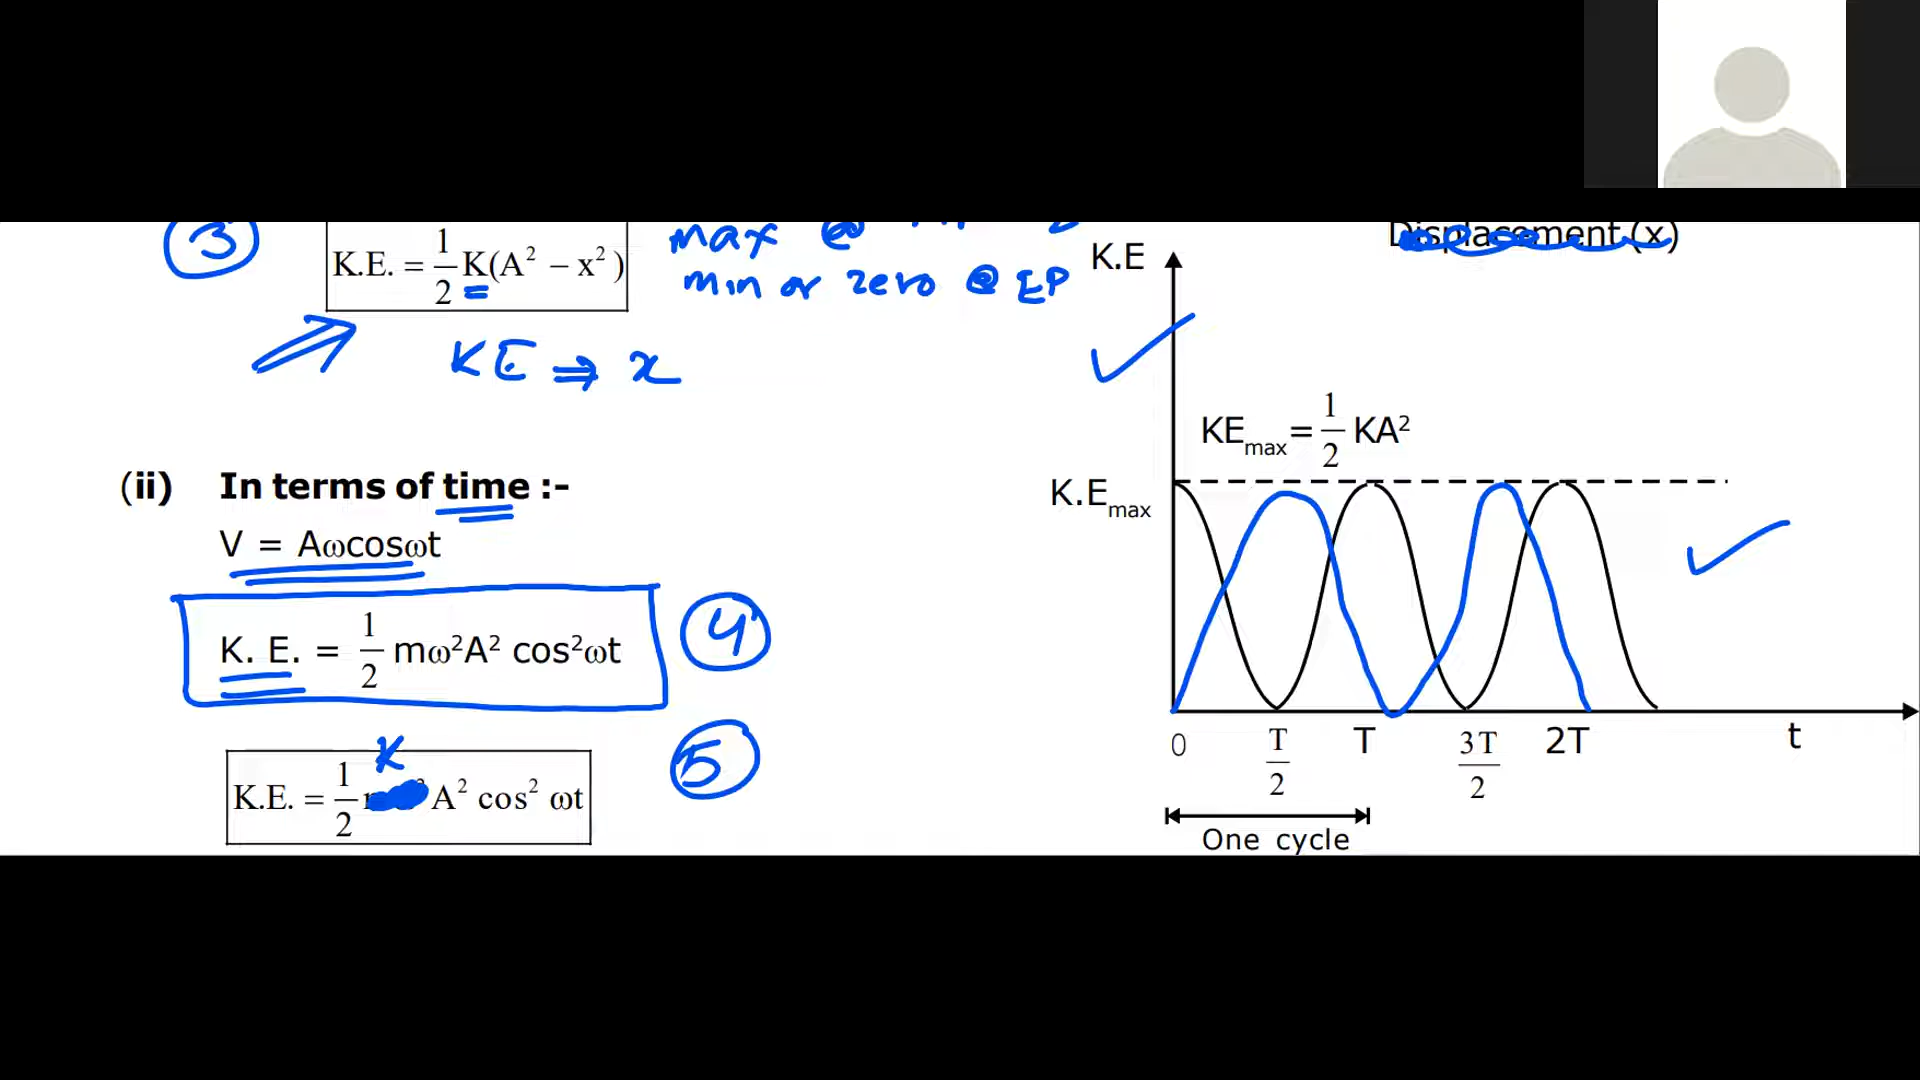 ③
K.E. = 1/2 K(A² − x²)
max @
min or zero @ EP
KE ⇒ x
(ii) In terms of time :-
V = Aωcosωt
K. E. = 1/2 mω²A² cos²ωt
④
K
K.E. = 1/2 A² cos² ωt
⑤
Displacement (x)
K.E
KEmax = 1/2 KA²
K.Emax
0 T/2 T 3T/2 2T t
One cycle